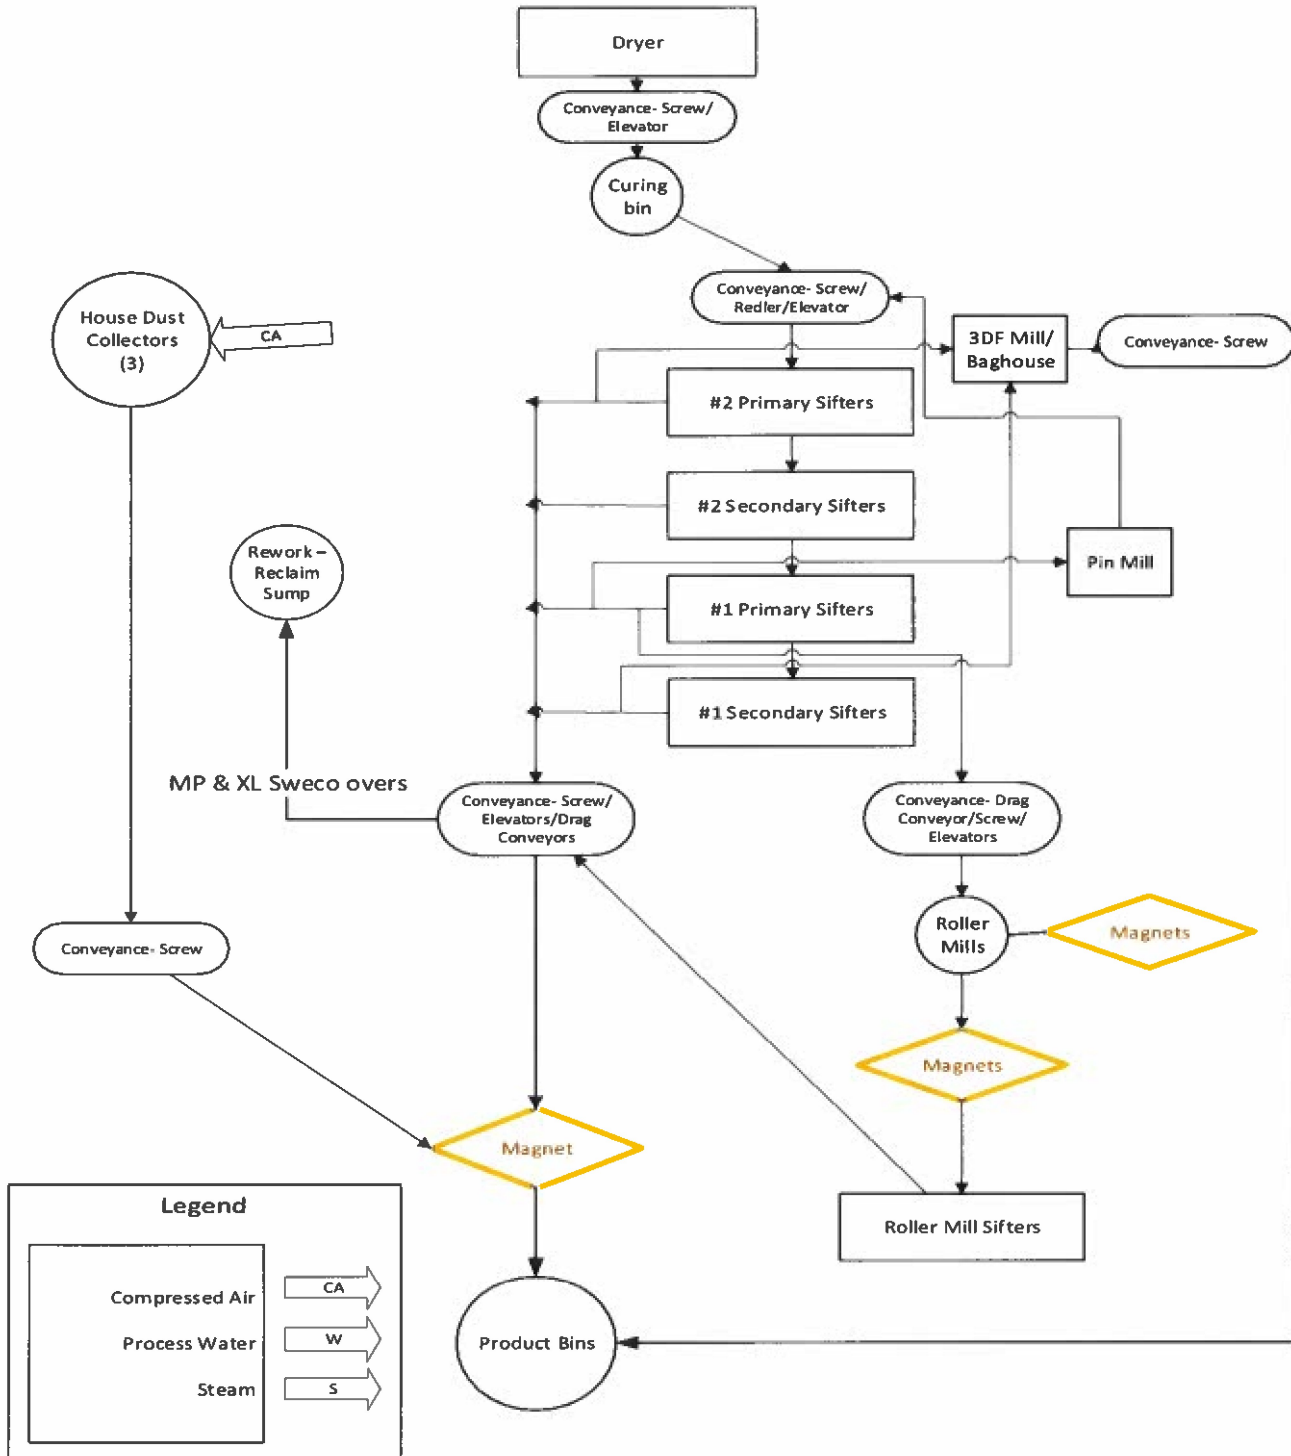 Dryer
Conveyance- Screw/
Elevator
Curing
bin
Conveyance- Screw/
Redler/Elevator
House Dust
Collectors
(3)
CA
3DF Mill/
Baghouse
Conveyance- Screw
#2 Primary Sifters
#2 Secondary Sifters
Rework –
Reclaim
Sump
Pin Mill
#1 Primary Sifters
#1 Secondary Sifters
MP & XL Sweco overs
Conveyance- Screw/
Elevators/Drag
Conveyors
Conveyance- Drag
Conveyor/Screw/
Elevators
Roller
Mills
Magnets
Conveyance- Screw
Magnets
Magnet
Roller Mill Sifters
Product Bins
Legend
Compressed Air
CA
Process Water
W
Steam
S